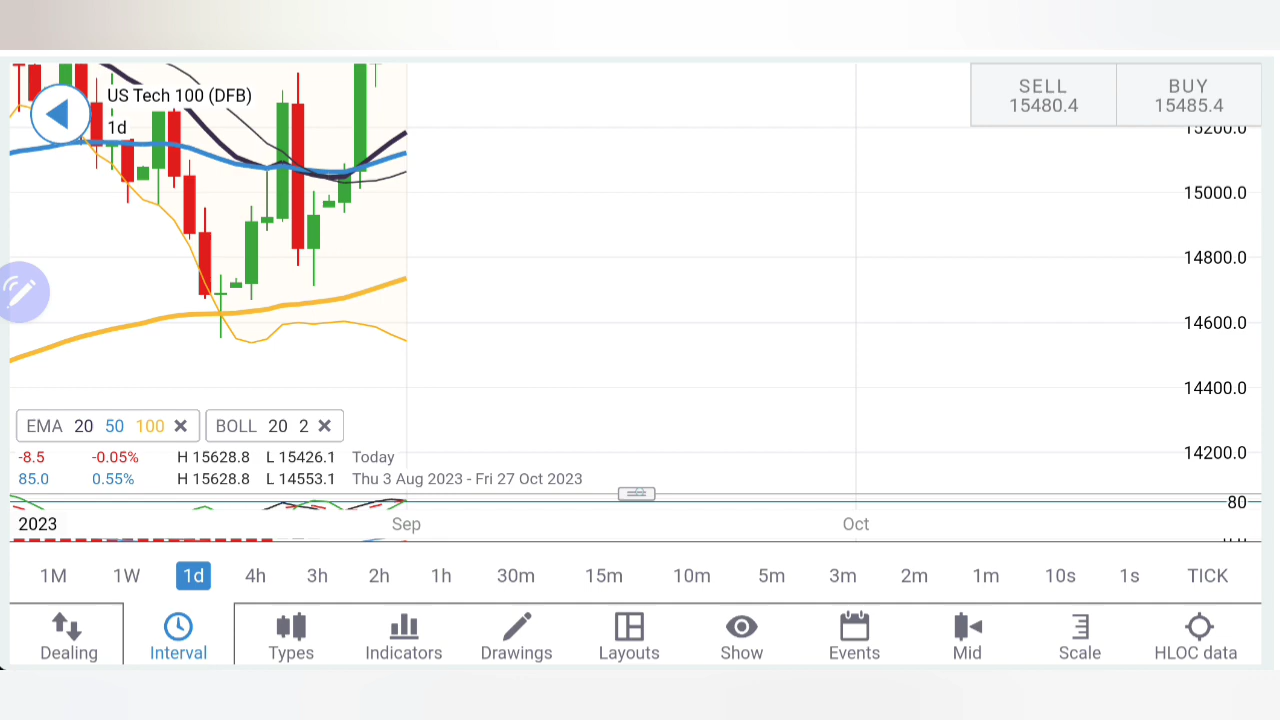 US Tech 100 (DFB)
1d
SELL
15480.4
BUY
15485.4
15200.0
15000.0
14800.0
14600.0
14400.0
14200.0
EMA 20 50 100
BOLL 20 2
-8.5 -0.05% H 15628.8 L 15426.1 Today
85.0 0.55% H 15628.8 L 14553.1 Thu 3 Aug 2023 - Fri 27 Oct 2023
80
2023 Sep Oct
1M 1W 1d 4h 3h 2h 1h 30m 15m 10m 5m 3m 2m 1m 10s 1s TICK
Dealing Interval Types Indicators Drawings Layouts Show Events Mid Scale HLOC data